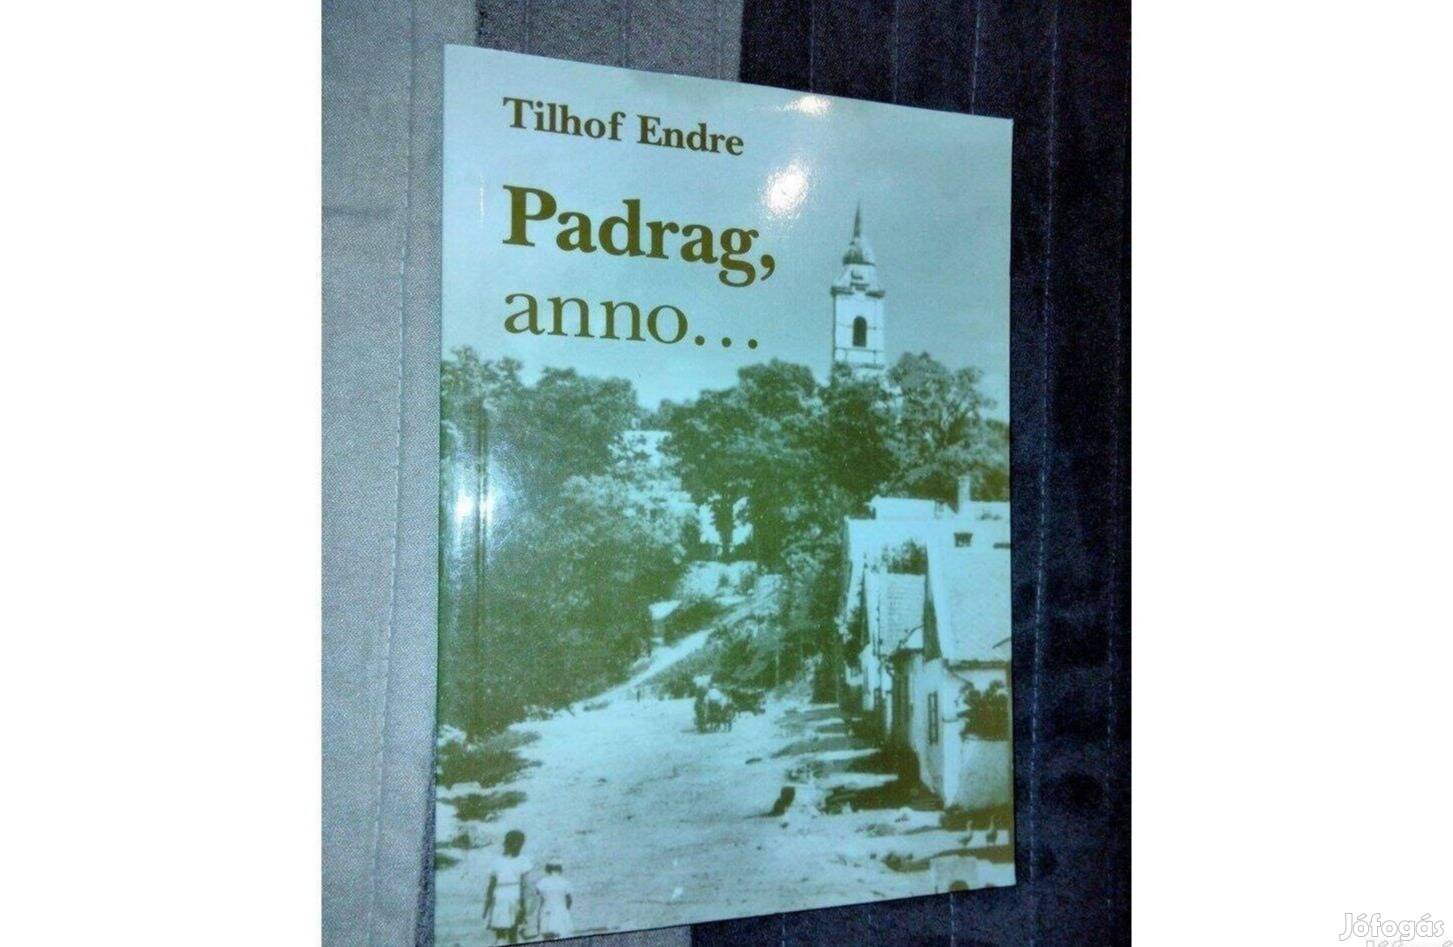 Tilhof Endre
Padrag,
anno...
Jófogás